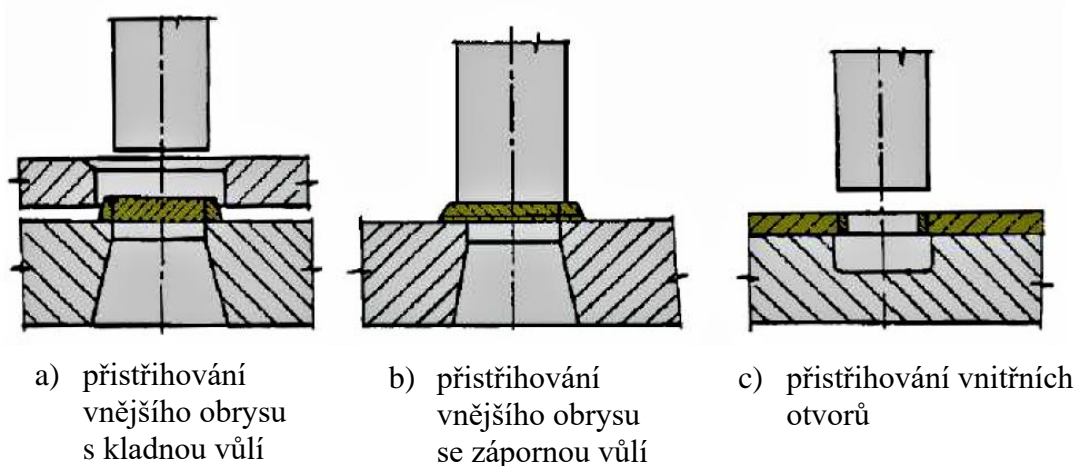 a) přistřihování
vnějšího obrysu
s kladnou vůlí
b) přistřihování
vnějšího obrysu
se zápornou vůlí
c) přistřihování vnitřních
otvorů